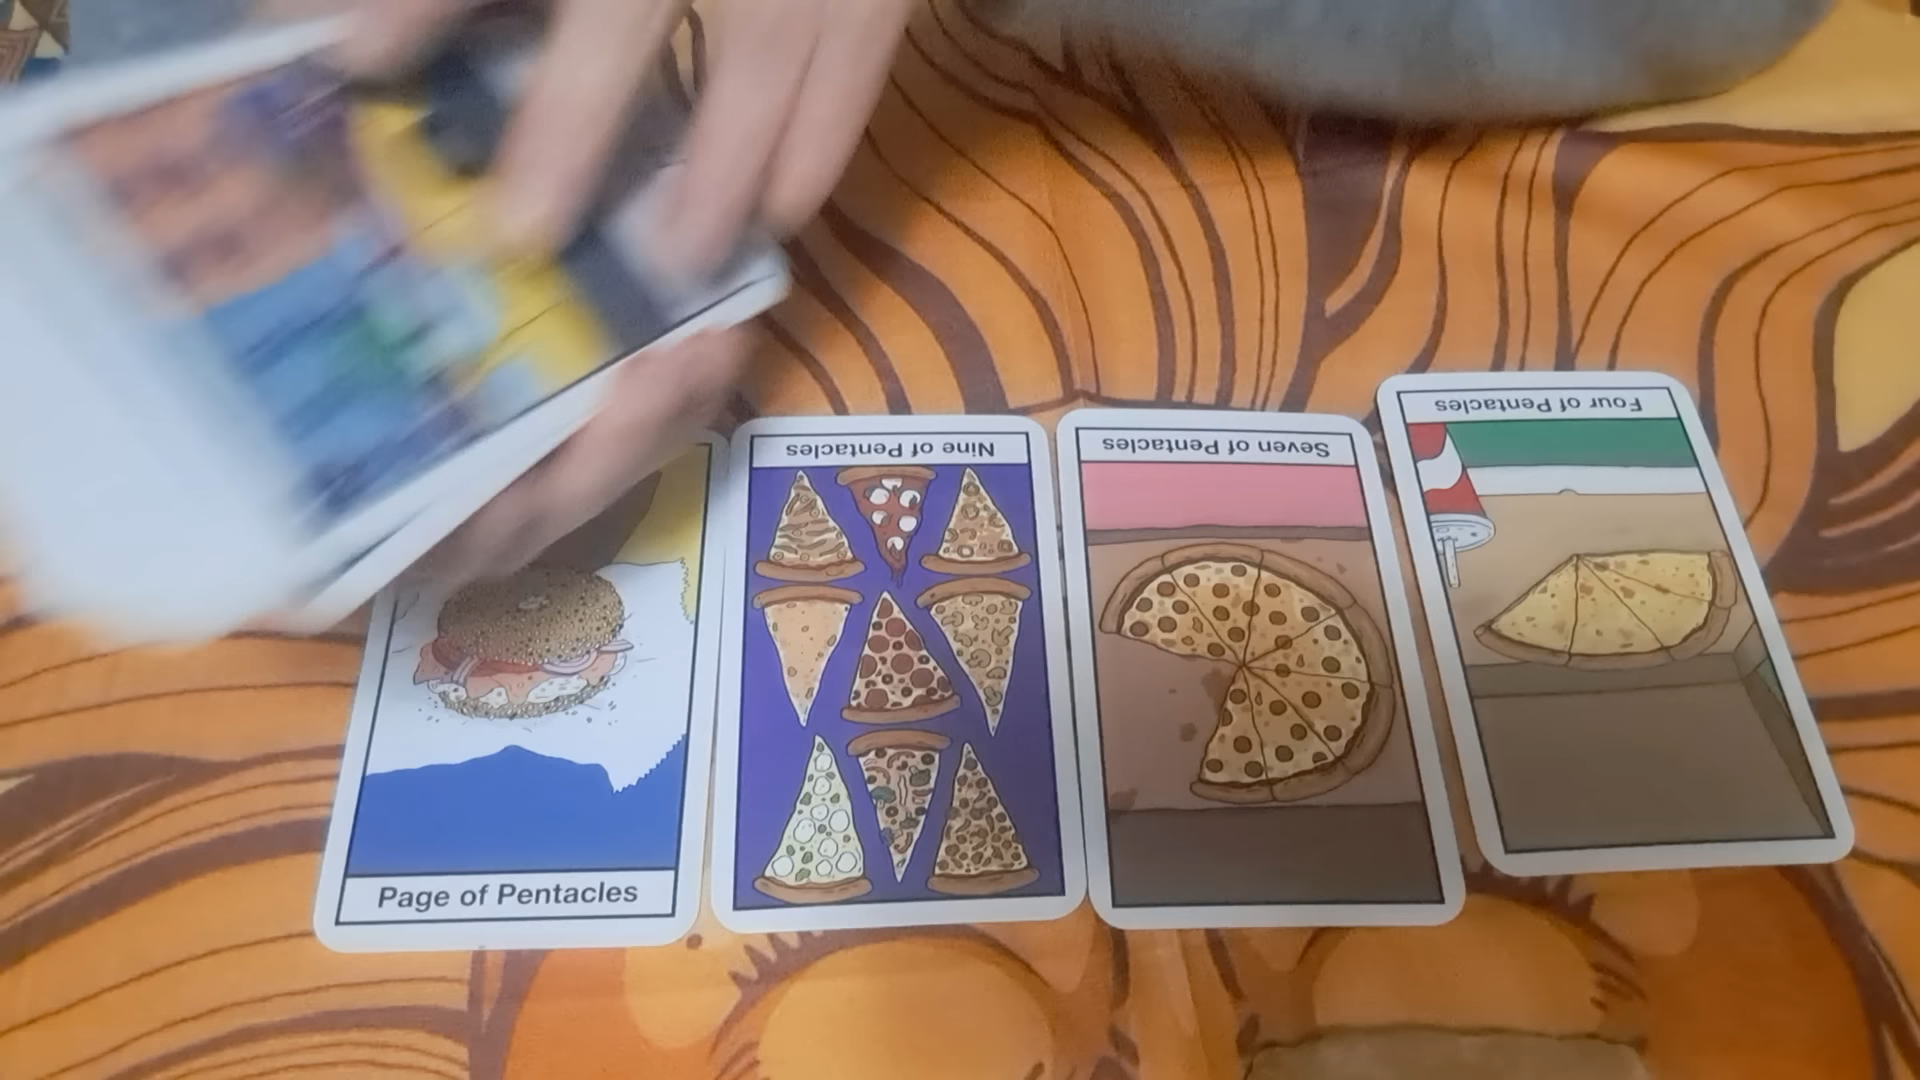 Page of Pentacles
Nine of Pentacles
Seven of Pentacles
Four of Pentacles